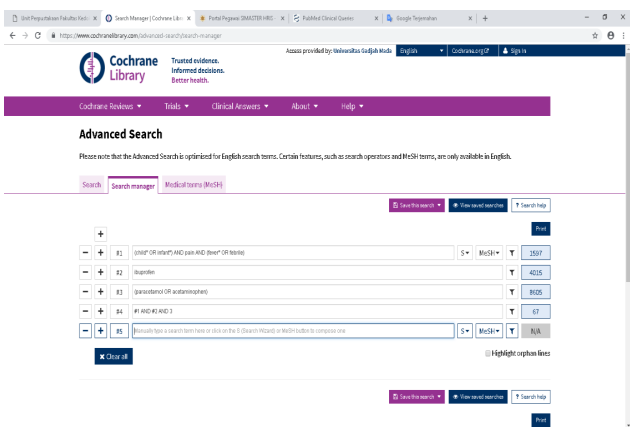 Unit Perpustakaan Fakultas Kedo
Search Manager | Cochrane Libra
Portal Pegawai SIMASTER HRIS -
PubMed Clinical Queries
Google Terjemahan
https://www.cochranelibrary.com/advanced-search/search-manager
Access provided by: Universitas Gadjah Mada English Cochrane.org Sign In
Cochrane Library
Trusted evidence.
Informed decisions.
Better health.
Cochrane Reviews Trials Clinical Answers About Help
Advanced Search
Please note that the Advanced Search is optimised for English search terms. Certain features, such as search operators and MeSH terms, are only available in English.
Search Search manager Medical terms (MeSH)
Save this search View saved searches ? Search help
Print
+
− + #1 (child* OR infant*) AND pain AND (fever* OR febrile) S MeSH 1597
− + #2 ibuprofen 4015
− + #3 (paracetamol OR acetaminophen) 8605
− + #4 #1 AND #2 AND 3 67
− + #5 Manually type a search term here or click on the S (Search Wizard) or MeSH button to compose one S MeSH N/A
✖ Clear all Highlight orphan lines
Save this search View saved searches ? Search help
Print